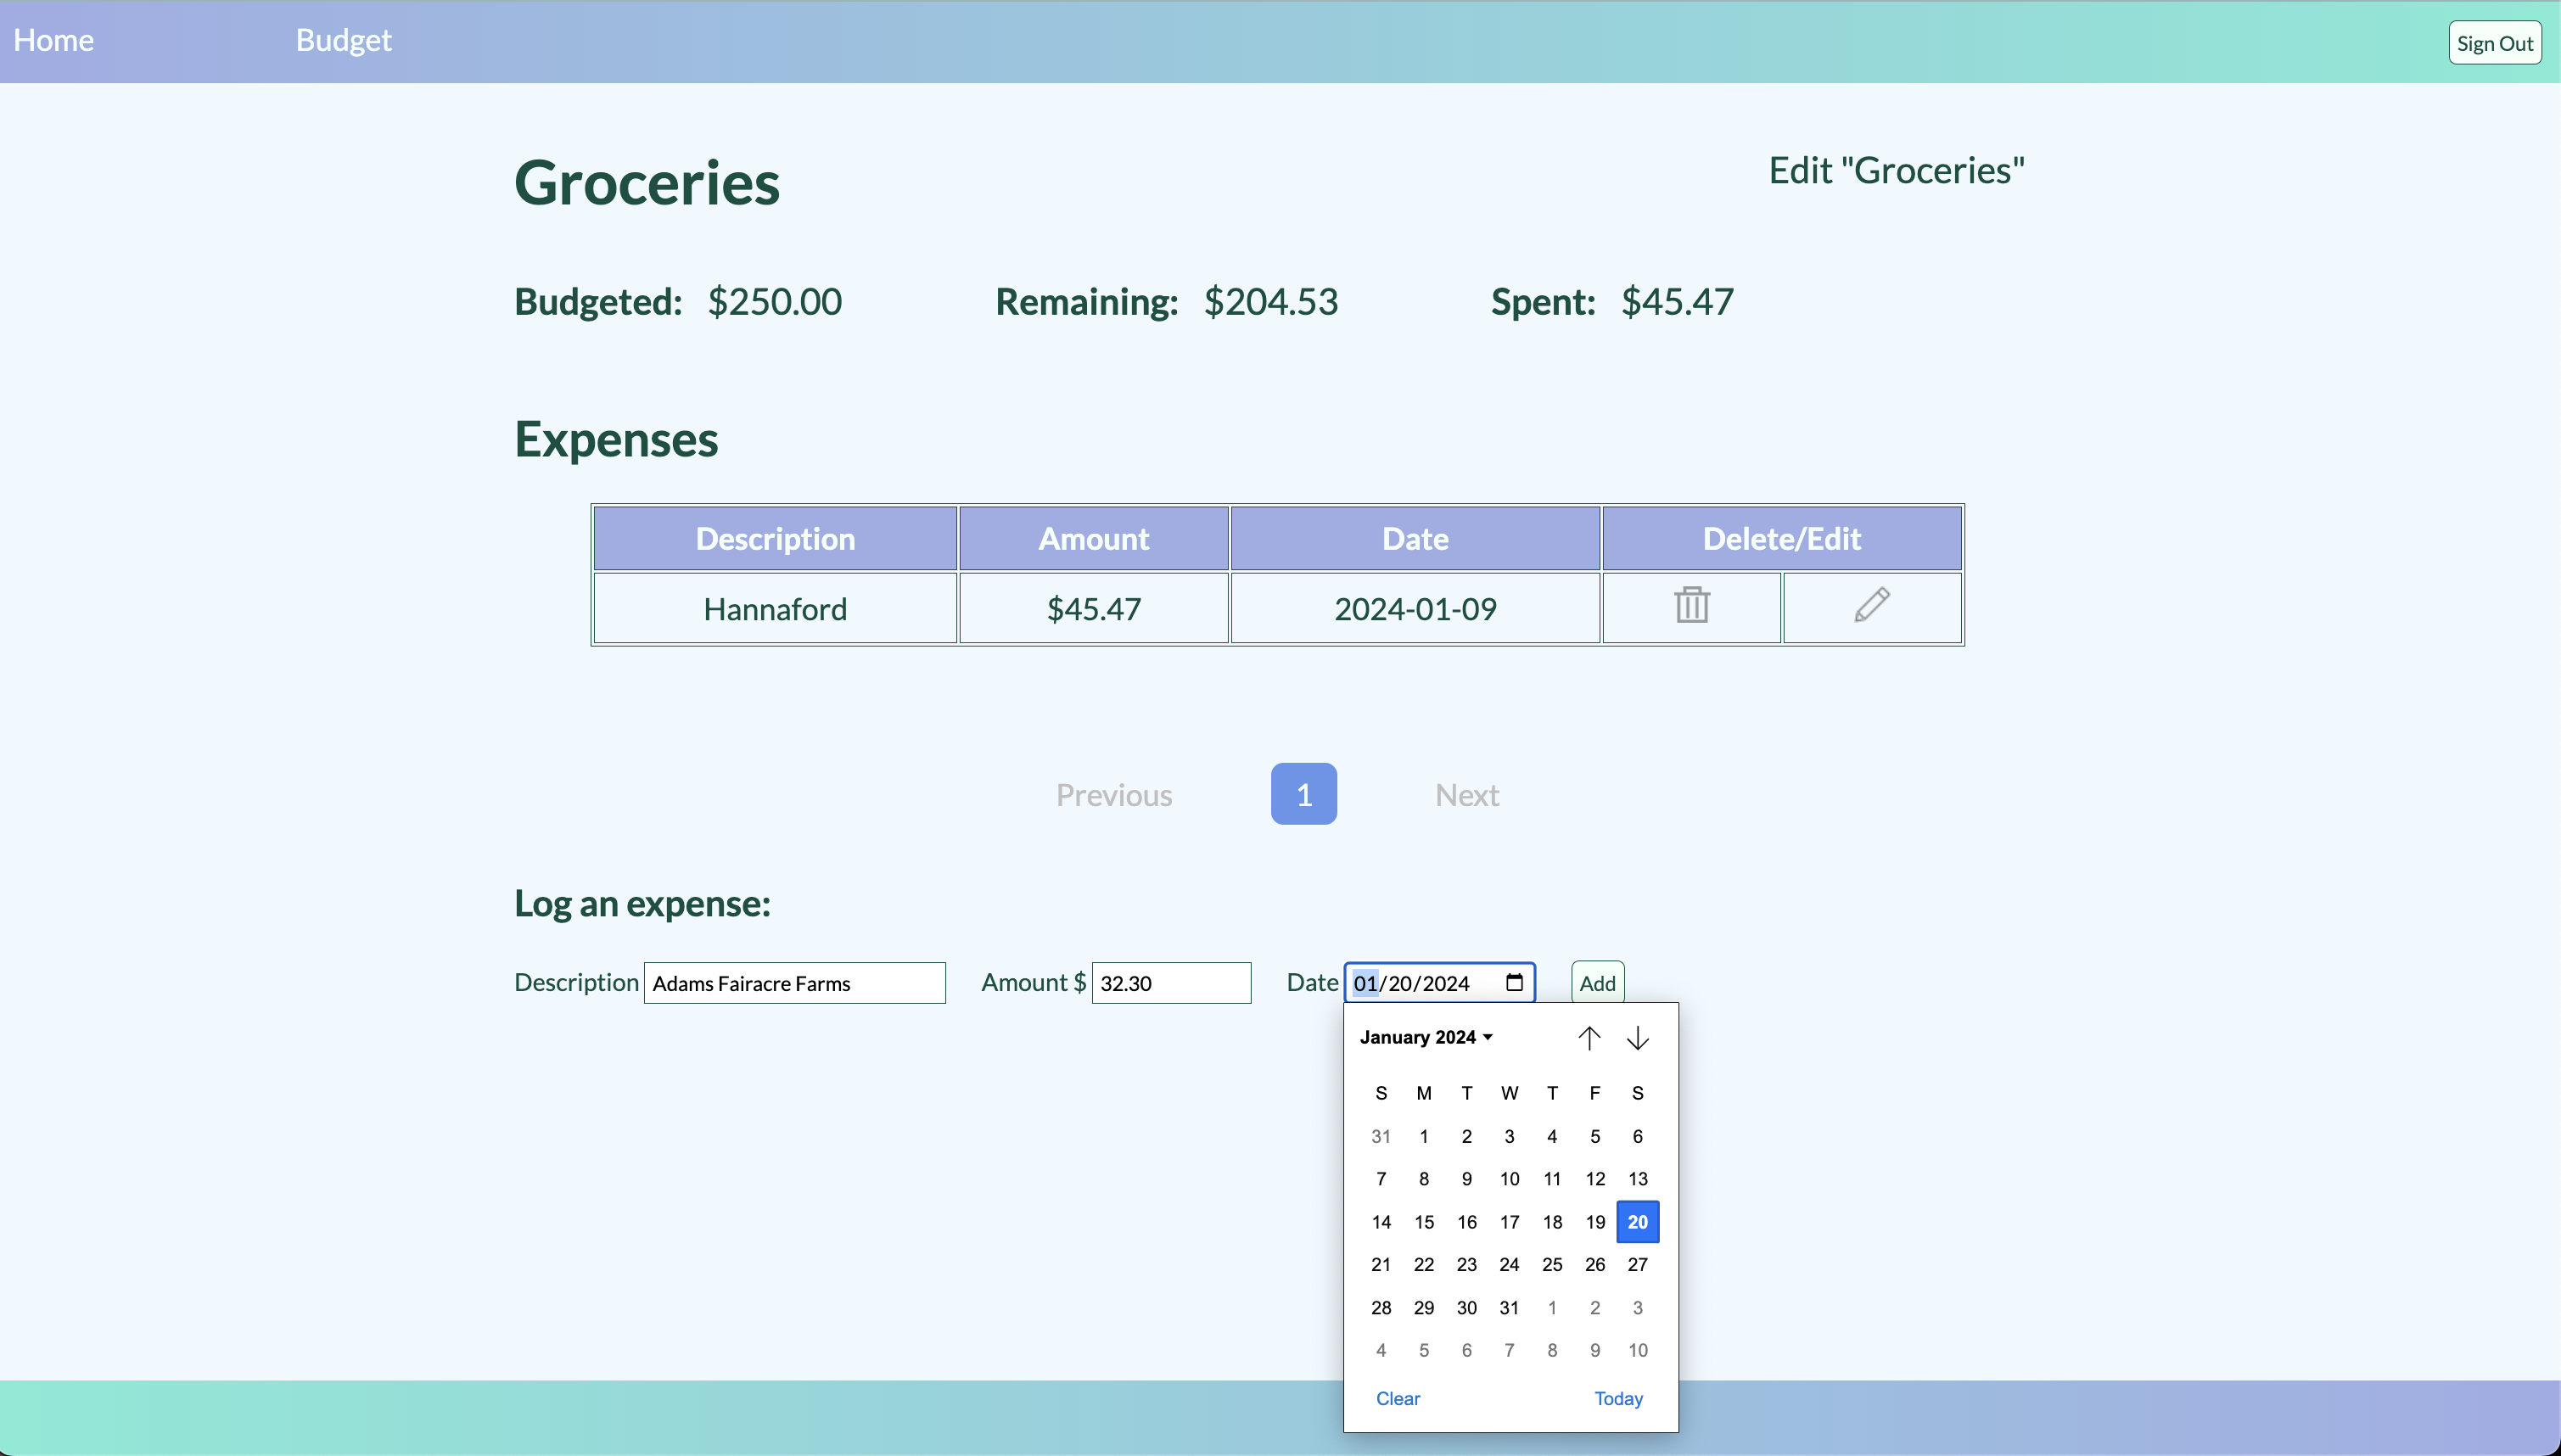 Home Budget Sign Out
Groceries Edit "Groceries"
Budgeted: $250.00 Remaining: $204.53 Spent: $45.47
Expenses
Description Amount Date Delete/Edit
Hannaford $45.47 2024-01-09
Previous 1 Next
Log an expense:
Description Adams Fairacre Farms Amount $ 32.30 Date 01/20/2024 Add
January 2024
S M T W T F S
31 1 2 3 4 5 6
7 8 9 10 11 12 13
14 15 16 17 18 19 20
21 22 23 24 25 26 27
28 29 30 31 1 2 3
4 5 6 7 8 9 10
Clear Today